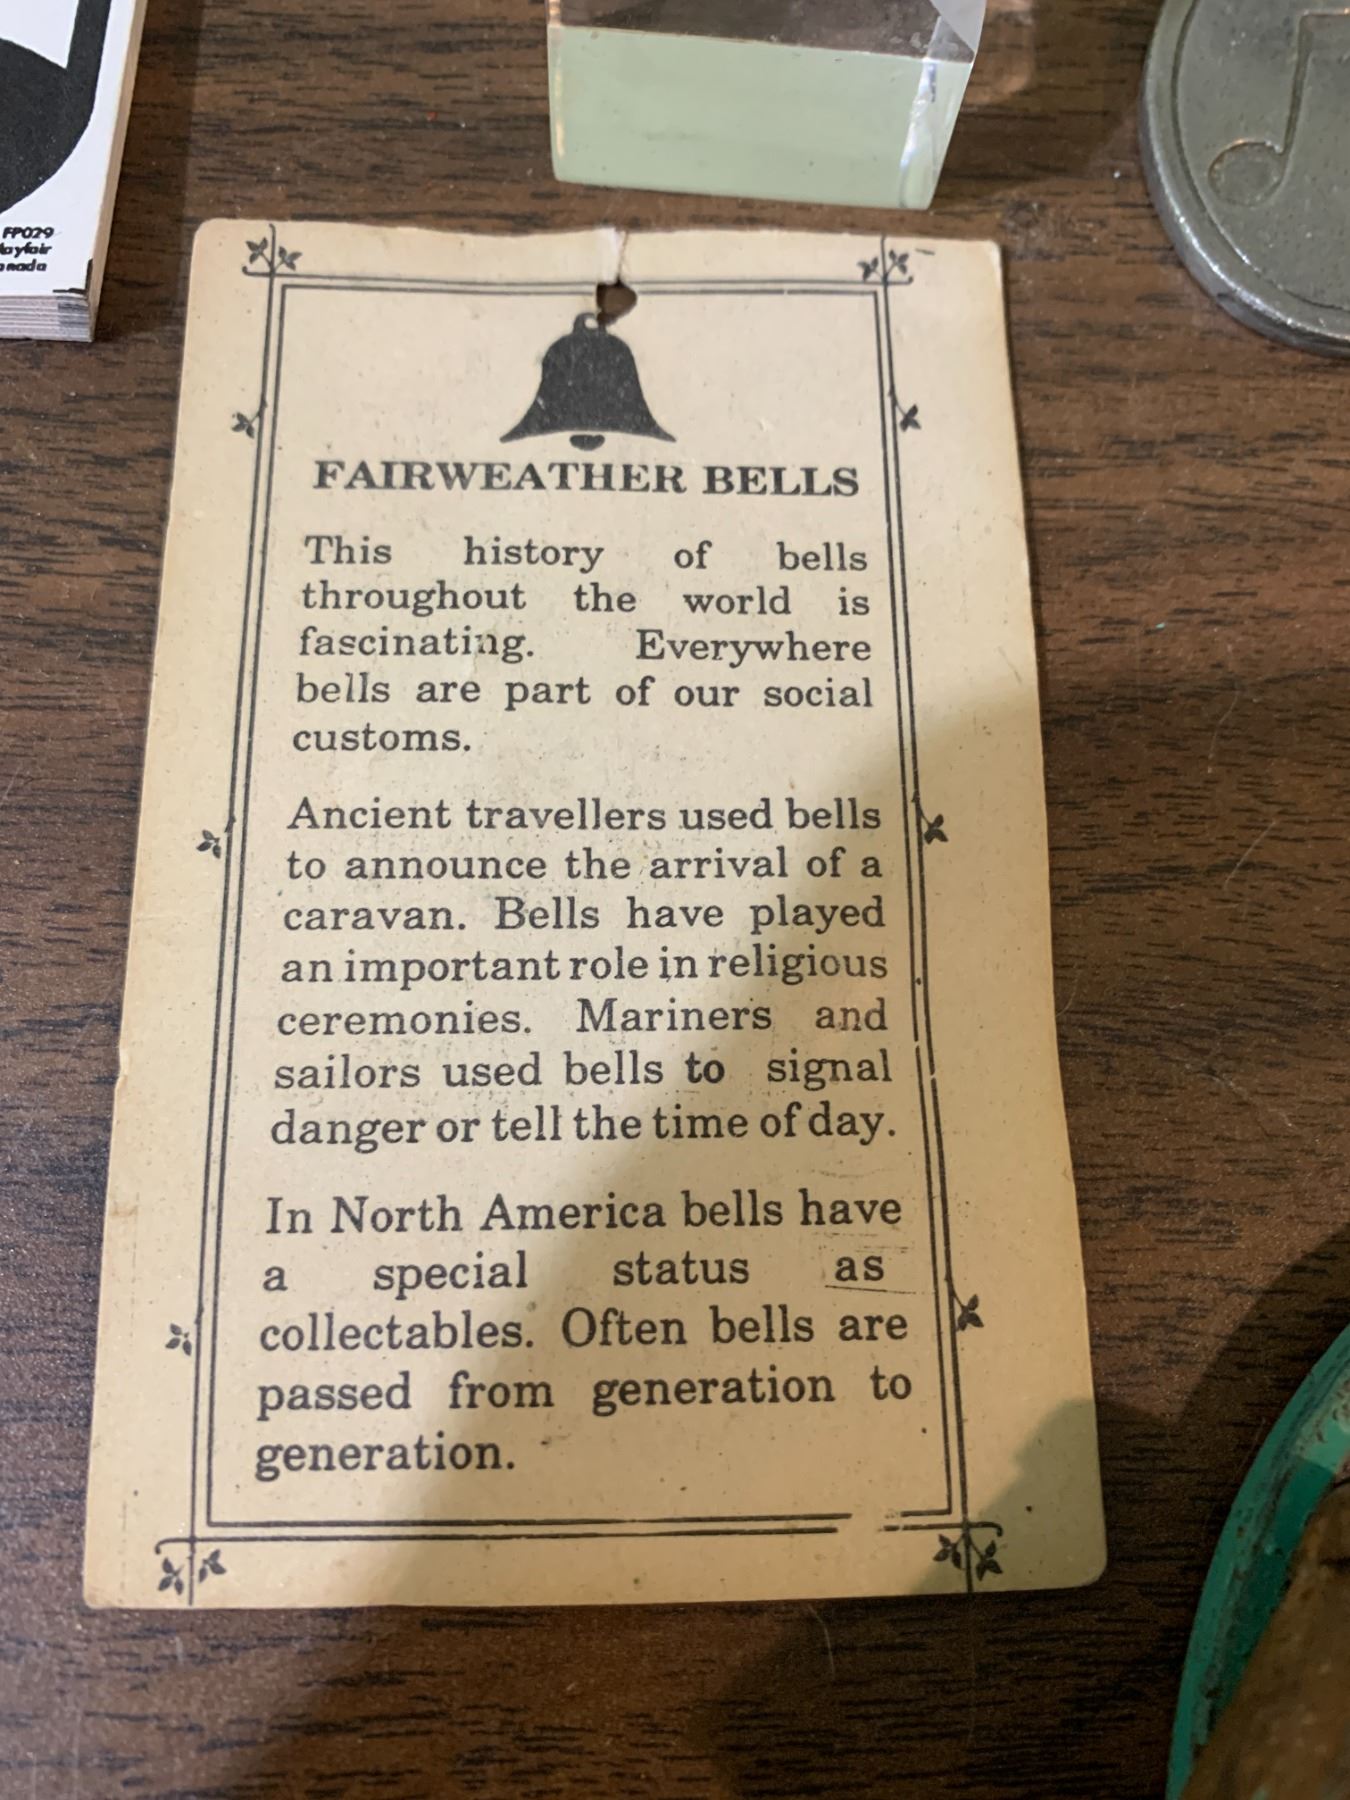 FP029
Mayfair
Canada
FAIRWEATHER BELLS
This history of bells
throughout the world is
fascinating. Everywhere
bells are part of our social
customs.
Ancient travellers used bells
to announce the arrival of a
caravan. Bells have played
an important role in religious
ceremonies. Mariners and
sailors used bells to signal
danger or tell the time of day.
In North America bells have
a special status as
collectables. Often bells are
passed from generation to
generation.